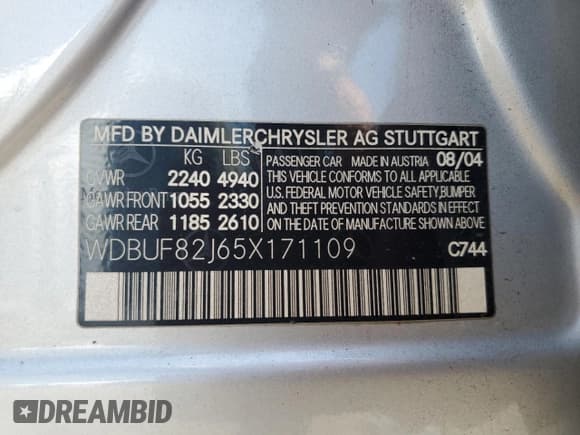 MFD BY DAIMLERCHRYSLER AG STUTTGART
KG LBS
GVWR 2240 4940
GAWR FRONT 1055 2330
GAWR REAR 1185 2610
PASSENGER CAR MADE IN AUSTRIA 08/04
THIS VEHICLE CONFORMS TO ALL APPLICABLE
U.S. FEDERAL MOTOR VEHICLE SAFETY, BUMPER
AND THEFT PREVENTION STANDARDS IN EFFECT
ON THE DATE OF MANUFACTURE SHOWN ABOVE
WDBUF82J65X171109 C744
DREAMBID